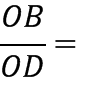 OB/OD =